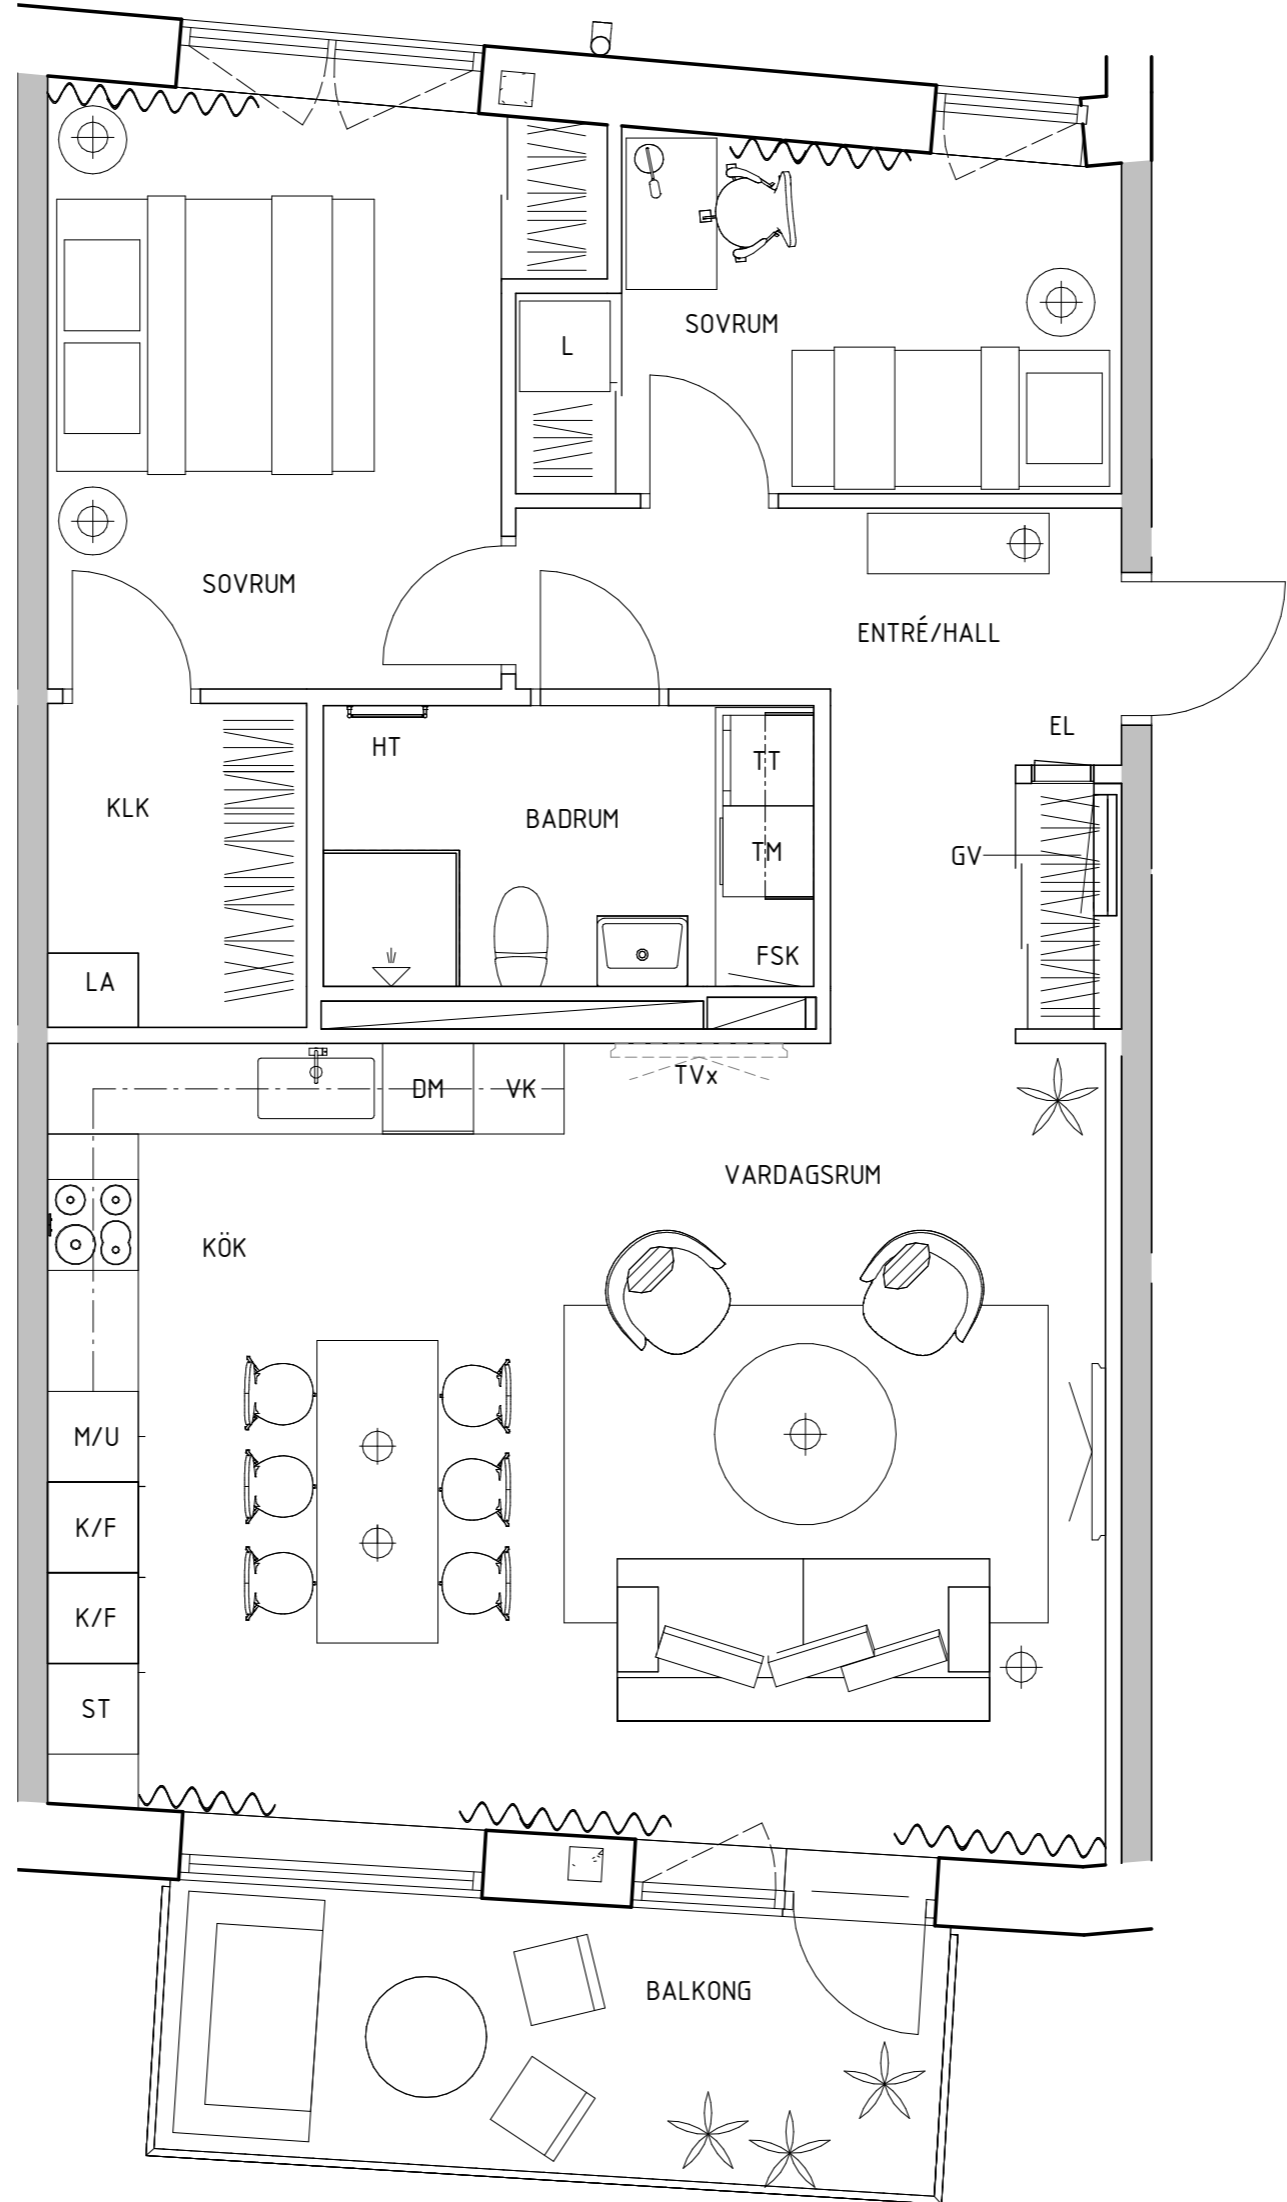 SOVRUM
L
SOVRUM
ENTRÉ/HALL
EL
HT
TT
KLK
BADRUM
TM
GV
FSK
LA
DM
VK
TVx
VARDAGSRUM
KÖK
M/U
K/F
K/F
ST
BALKONG